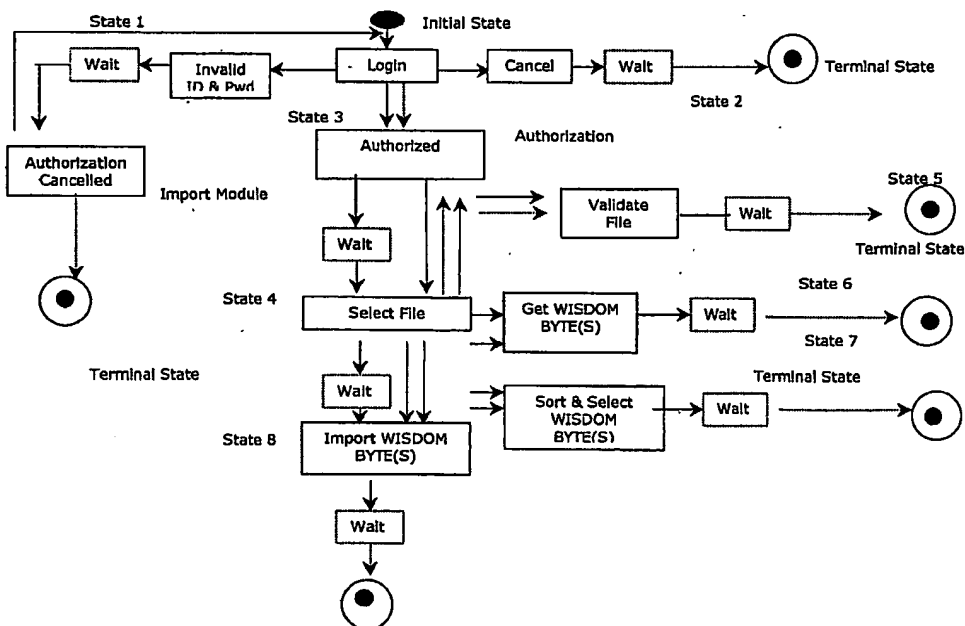 State 1
Initial State
Wait
Invalid
ID & Pwd
Login
Cancel
Wait
Terminal State
State 2
State 3
Authorized
Authorization
Authorization
Cancelled
Import Module
Wait
Validate
File
Wait
State 5
Terminal State
State 4
Select File
Get WISDOM
BYTE(S)
Wait
State 6
State 7
Terminal State
Wait
Sort & Select
WISDOM
BYTE(S)
Wait
Terminal State
State 8
Import WISDOM
BYTE(S)
Wait